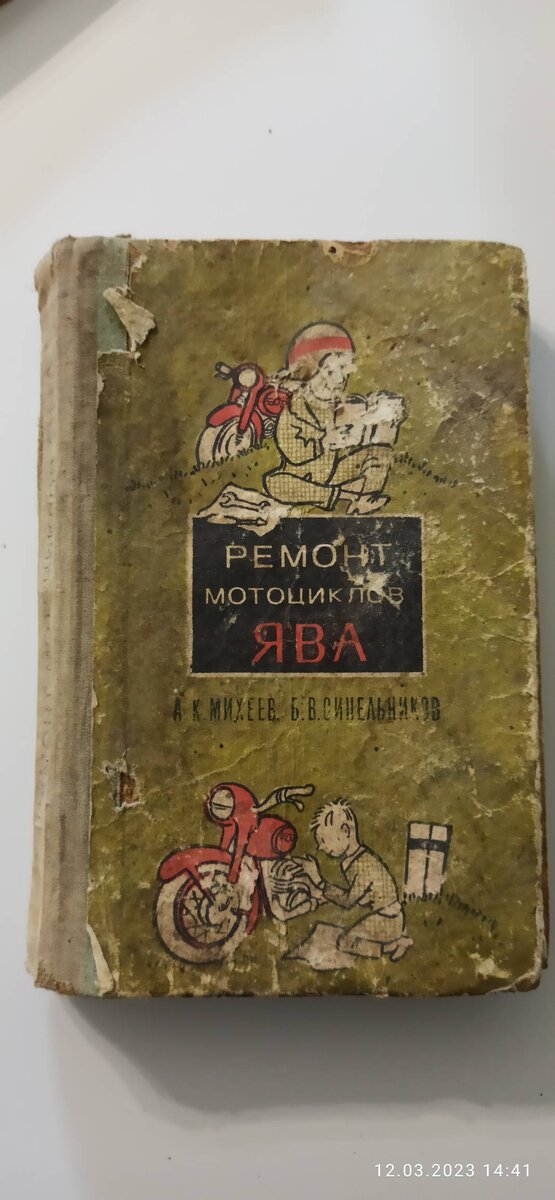 РЕМОНТ
МОТОЦИКЛОВ
ЯВА
А.К.МИХЕЕВ, Б.В.СИНЕЛЬНИКОВ
12.03.2023 14:41